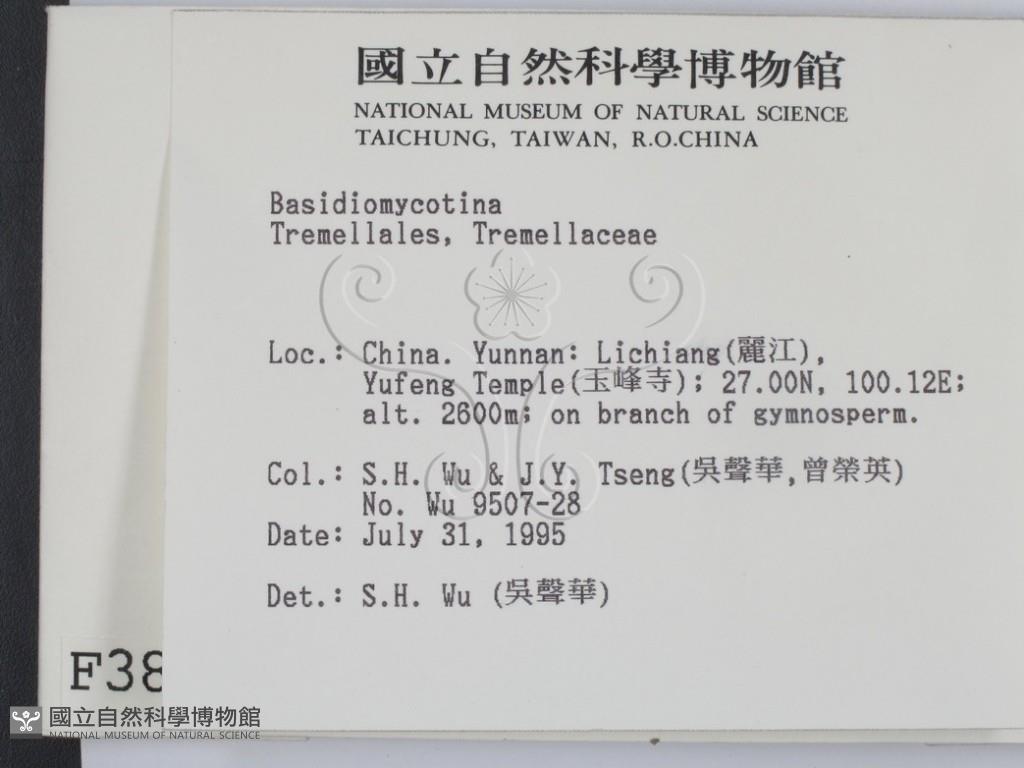 國立自然科學博物館
NATIONAL MUSEUM OF NATURAL SCIENCE
TAICHUNG, TAIWAN, R.O.CHINA
Basidiomycotina
Tremellales, Tremellaceae
Loc.: China. Yunnan: Lichiang(麗江),
Yufeng Temple(玉峰寺); 27.00N, 100.12E;
alt. 2600m; on branch of gymnosperm.
Col.: S.H. Wu & J.Y. Tseng(吳聲華,曾榮英)
No. Wu 9507-28
Date: July 31, 1995
Det.: S.H. Wu (吳聲華)
F38
國立自然科學博物館
NATIONAL MUSEUM OF NATURAL SCIENCE